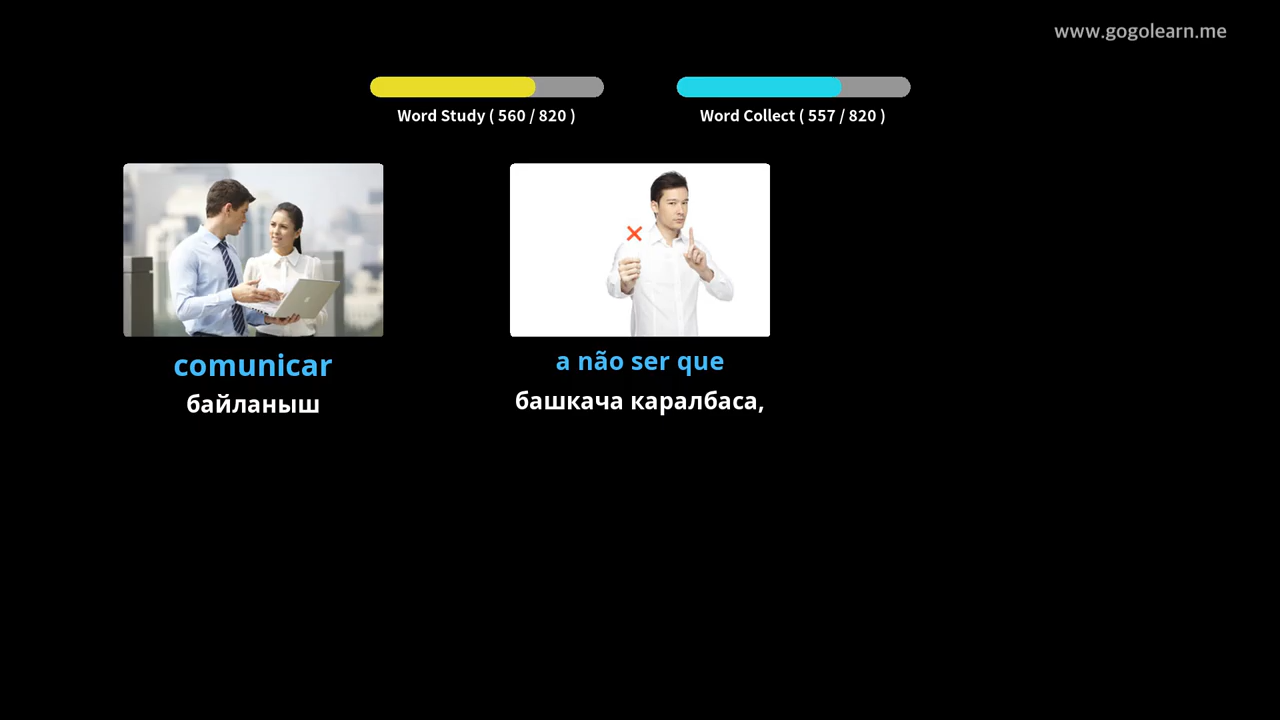 www.gogolearn.me
Word Study ( 560 / 820 )
Word Collect ( 557 / 820 )
comunicar
байланыш
a não ser que
башкача каралбаса,